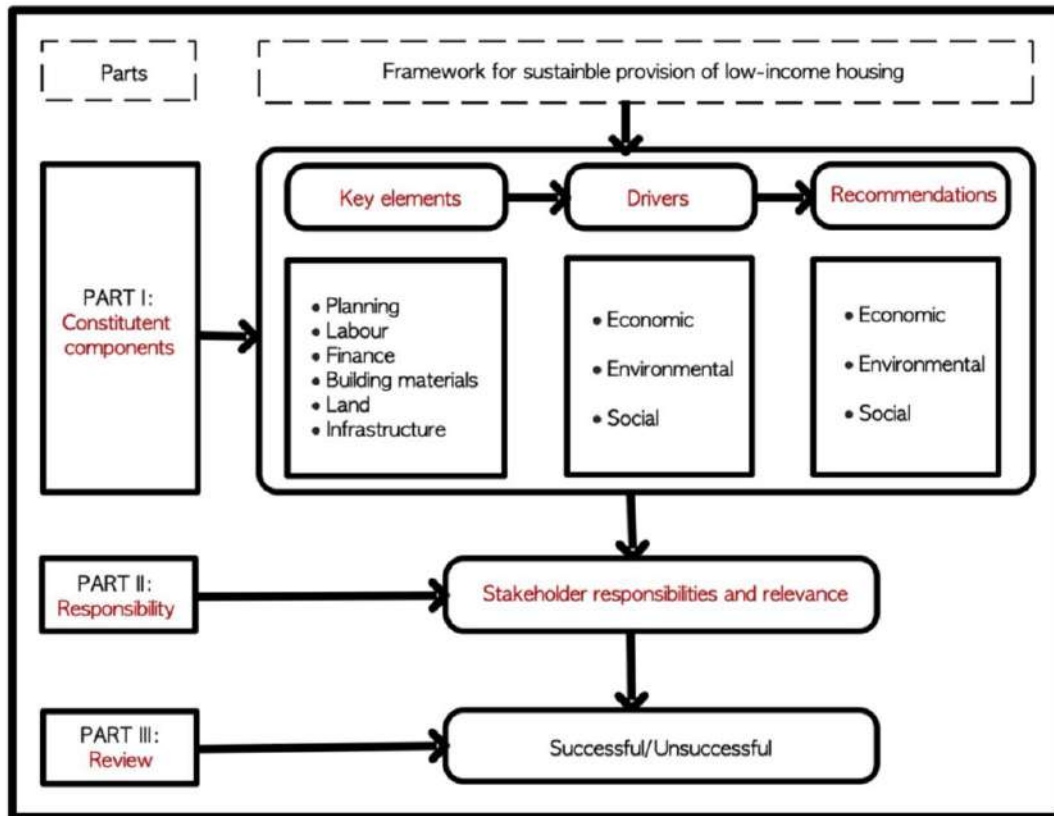 Parts
Framework for sustainble provision of low-income housing
Key elements
Drivers
Recommendations
PART I:
Constitutent
components
• Planning
• Labour
• Finance
• Building materials
• Land
• Infrastructure
• Economic
• Environmental
• Social
• Economic
• Environmental
• Social
PART II:
Responsibility
Stakeholder responsibilities and relevance
PART III:
Review
Successful/Unsuccessful